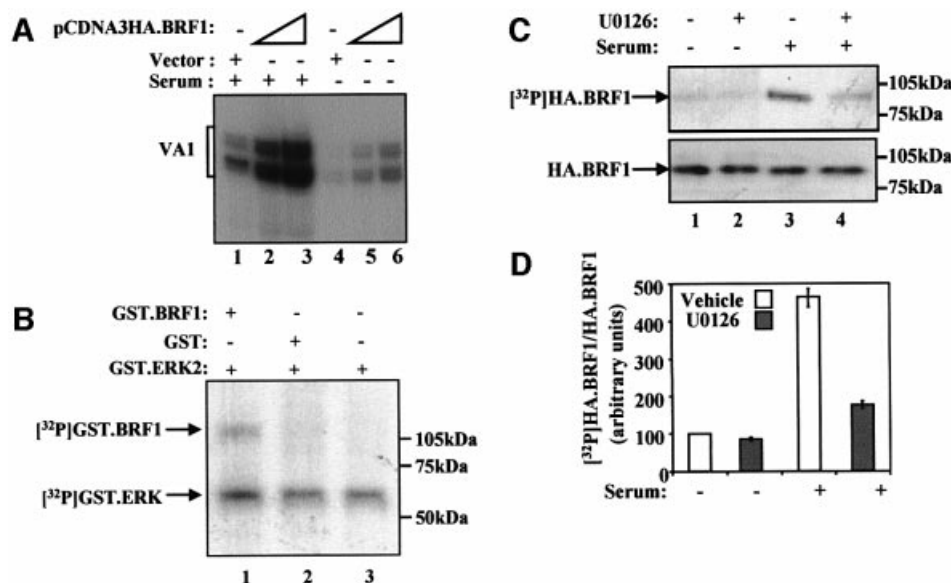 A
pCDNA3HA.BRF1: -
Vector : + - - + - -
Serum : + + + - - -
VA1
1 2 3 4 5 6
B
GST.BRF1: + - -
GST: - + -
GST.ERK2: + + +
[³²P]GST.BRF1
105kDa
75kDa
[³²P]GST.ERK
50kDa
1 2 3
C
U0126: - + - +
Serum: - - + +
[³²P]HA.BRF1
105kDa
75kDa
HA.BRF1
105kDa
75kDa
1 2 3 4
D
[³²P]HA.BRF1/HA.BRF1
(arbitrary units)
500
400
300
200
100
0
Vehicle
U0126
Serum: - - + +